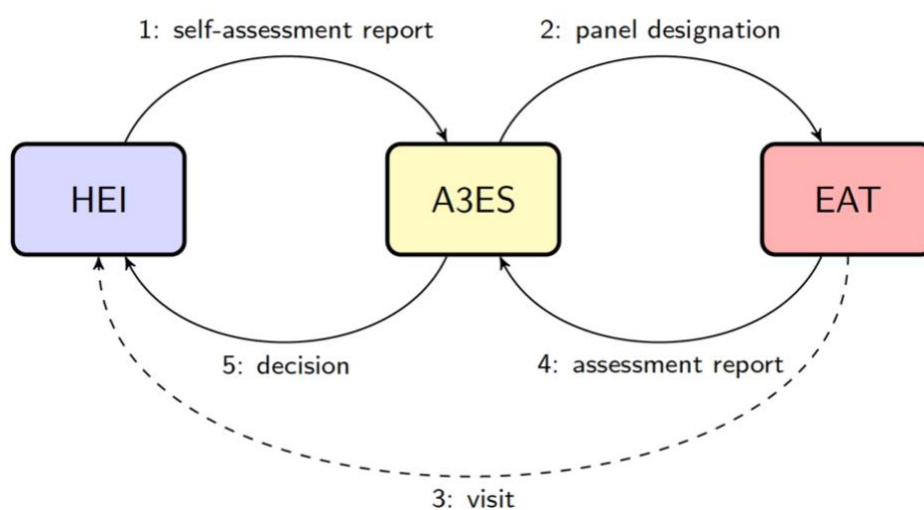 1: self-assessment report
2: panel designation
HEI
A3ES
EAT
5: decision
4: assessment report
3: visit